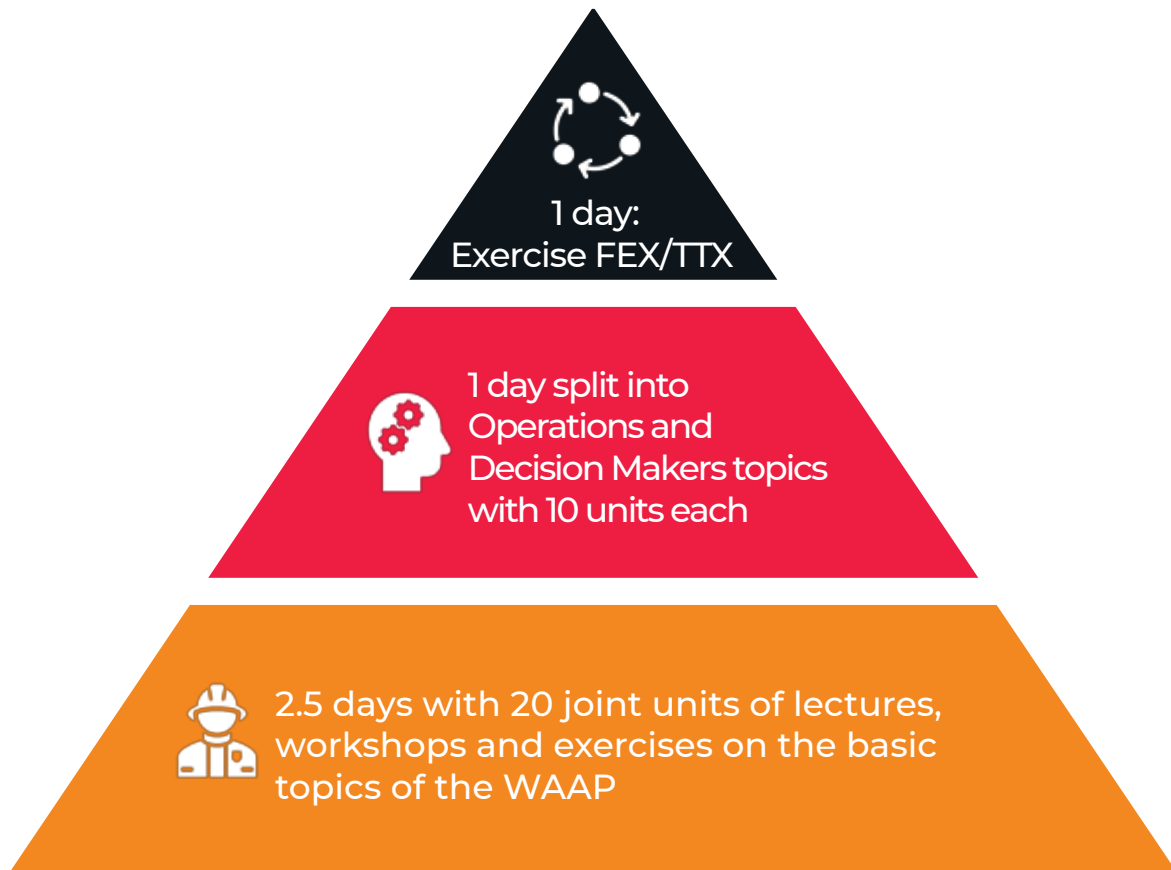 1 day:
Exercise FEX/TTX
1 day split into
Operations and
Decision Makers topics
with 10 units each
2.5 days with 20 joint units of lectures,
workshops and exercises on the basic
topics of the WAAP